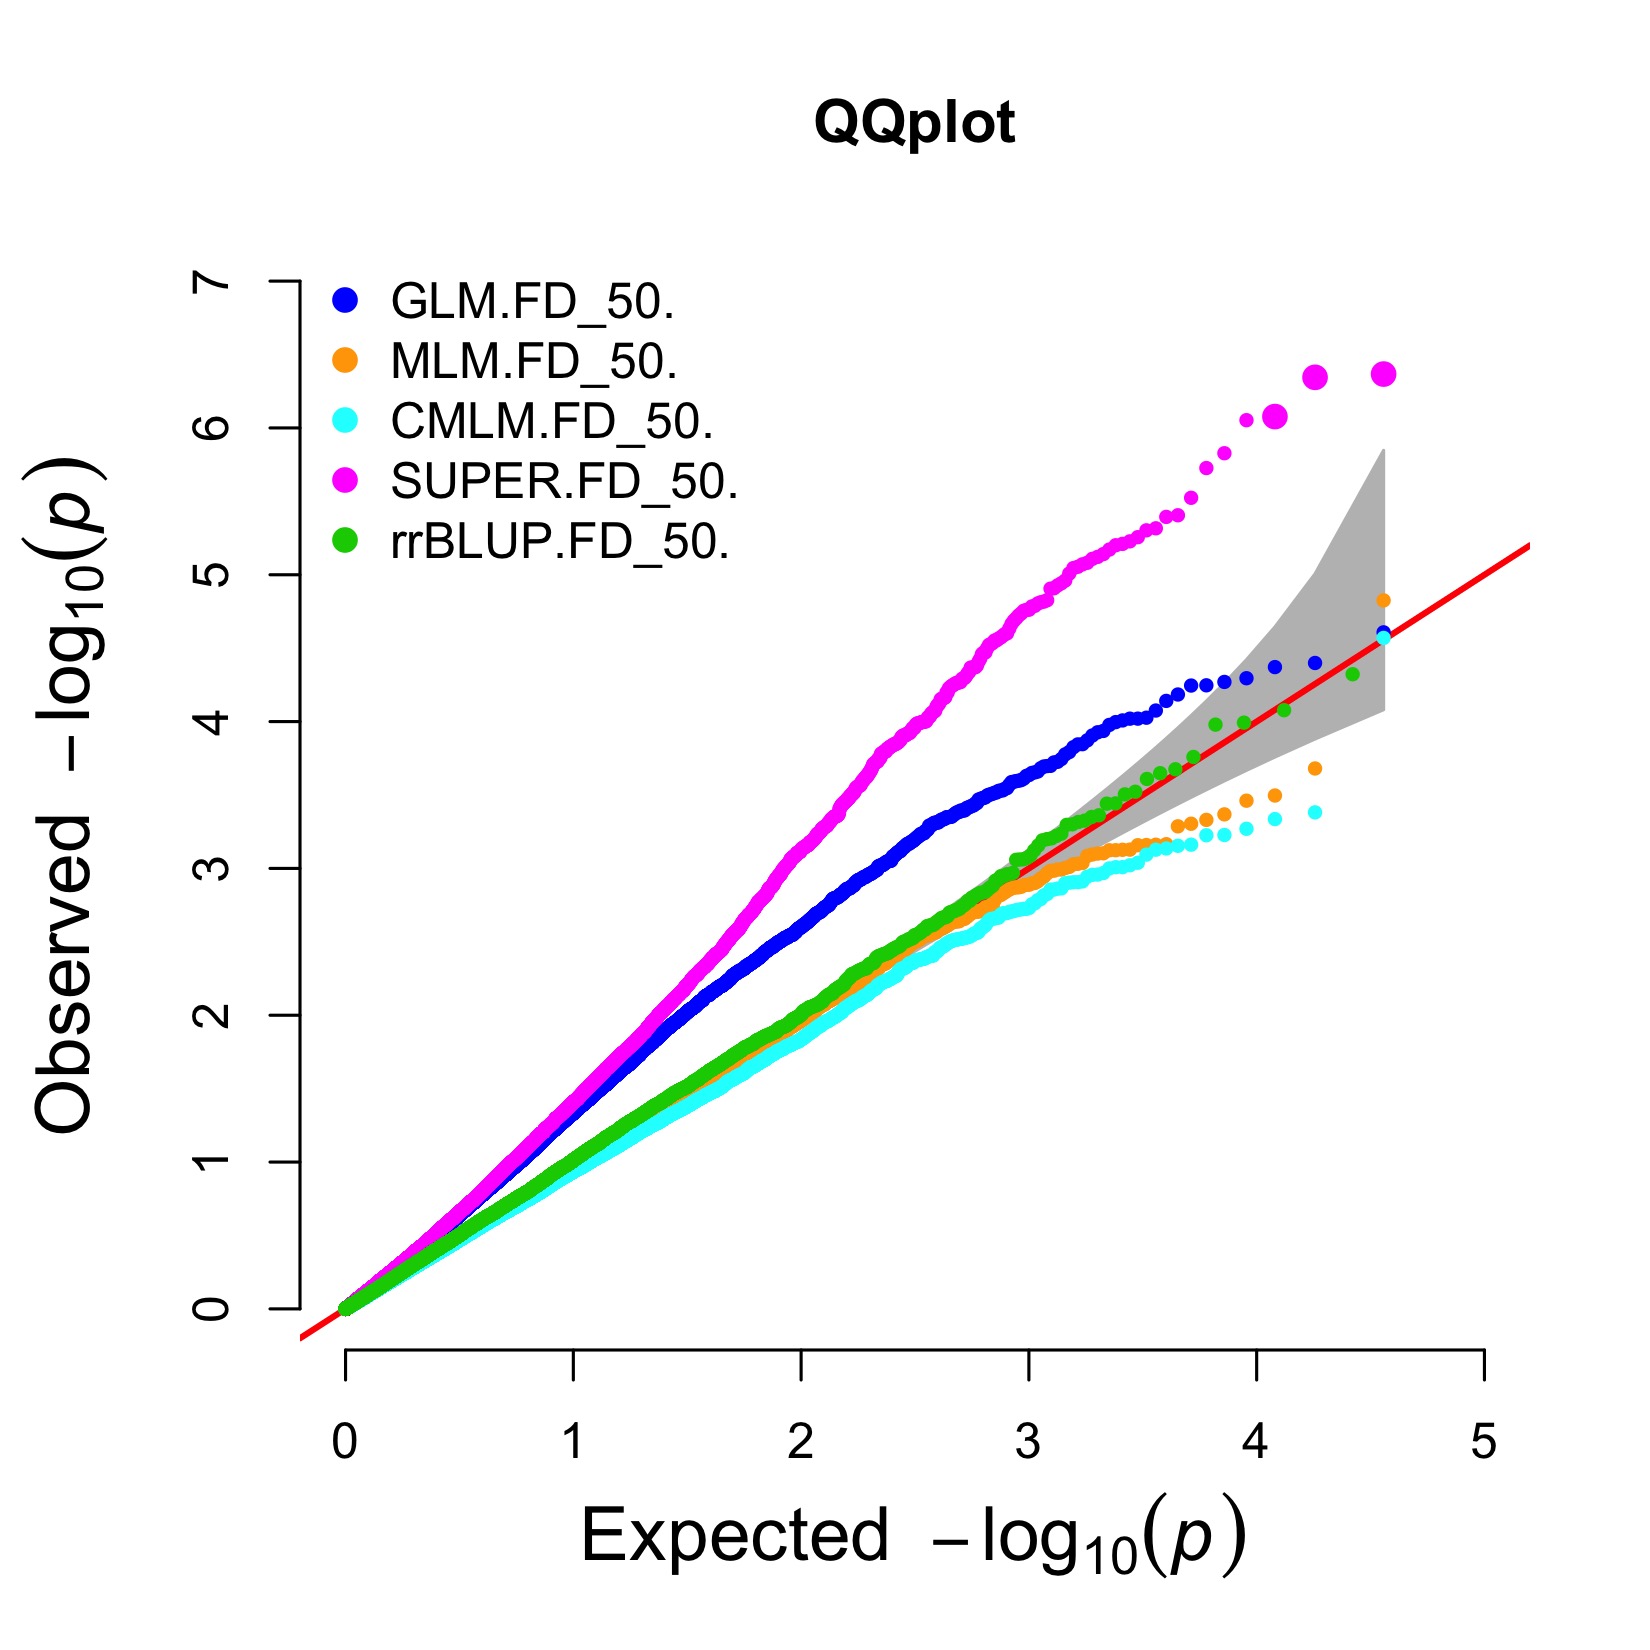 QQplot
GLM.FD_50.
MLM.FD_50.
CMLM.FD_50.
SUPER.FD_50.
rrBLUP.FD_50.
7
6
5
4
3
2
1
0
Observed −log10(p)
0 1 2 3 4 5
Expected −log10(p)